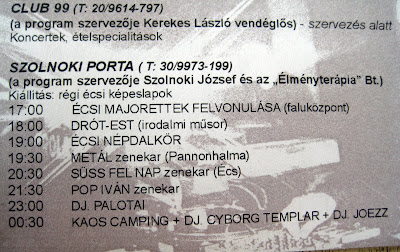 CLUB 99 (T: 20/9614-797)
(a program szervezője Kerekes László vendéglős) - szervezés alatt
Koncertek, ételspecialitások
SZOLNOKI PORTA ( T: 30/9973-199)
(a program szervezője Szolnoki József és az „Élményterápia" Bt.)
Kiállítás: régi écsi képeslapok
17:00 ÉCSI MAJORETTEK FELVONULÁSA (faluközpont)
18:00 DRÓT-EST (irodalmi műsor)
19:00 ÉCSI NÉPDALKÖR
19:30 METÁL zenekar (Pannonhalma)
20:30 SÜSS FEL NAP zenekar (Écs)
21:30 POP IVÁN zenekar
23:00 DJ. PALOTAI
00:30 KAOS CAMPING + DJ. CYBORG TEMPLAR + DJ. JOEZZ